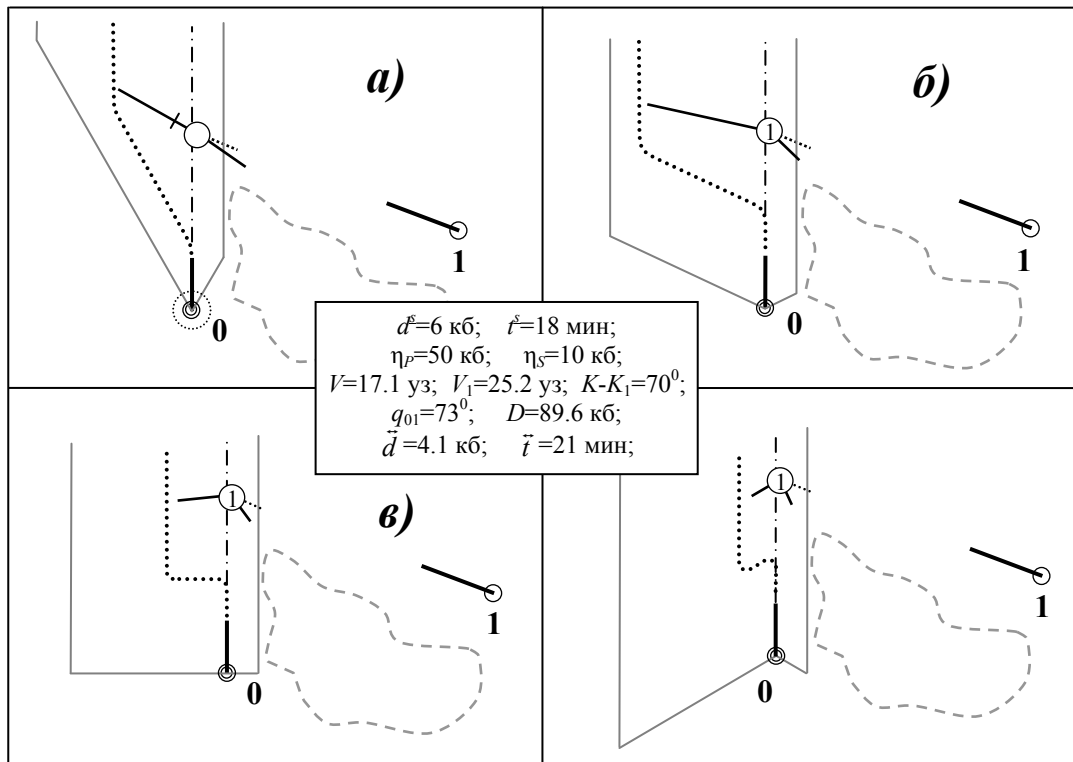 а)
0
1
б)
1
0
1
d^s=6 кб; t^s=18 мин;
η_P=50 кб; η_S=10 кб;
V=17.1 уз; V_1=25.2 уз; K-K_1=70^0;
q_01=73^0; D=89.6 кб;
d⃡=4.1 кб; t⃡=21 мин;
в)
1
0
1
1
0
1